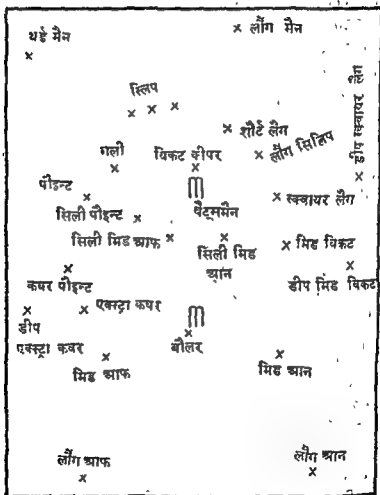 थर्ड मैन
लौंग मैन
स्लिप
शौर्ट लैग
लौंग स्लिप
डीप स्क्वायर लैग
गली
विकट कीपर
पौइन्ट
बैट्समैन
स्क्वायर लैग
सिली पौइन्ट
सिली मिड आफ
सिली मिड
आन
मिड विकट
कवर पौइन्ट
डीप मिड विकट
एक्स्ट्रा कवर
डीप
एक्स्ट्रा कवर
बौलर
मिड आफ
मिड आन
लौंग आफ
लौंग आन